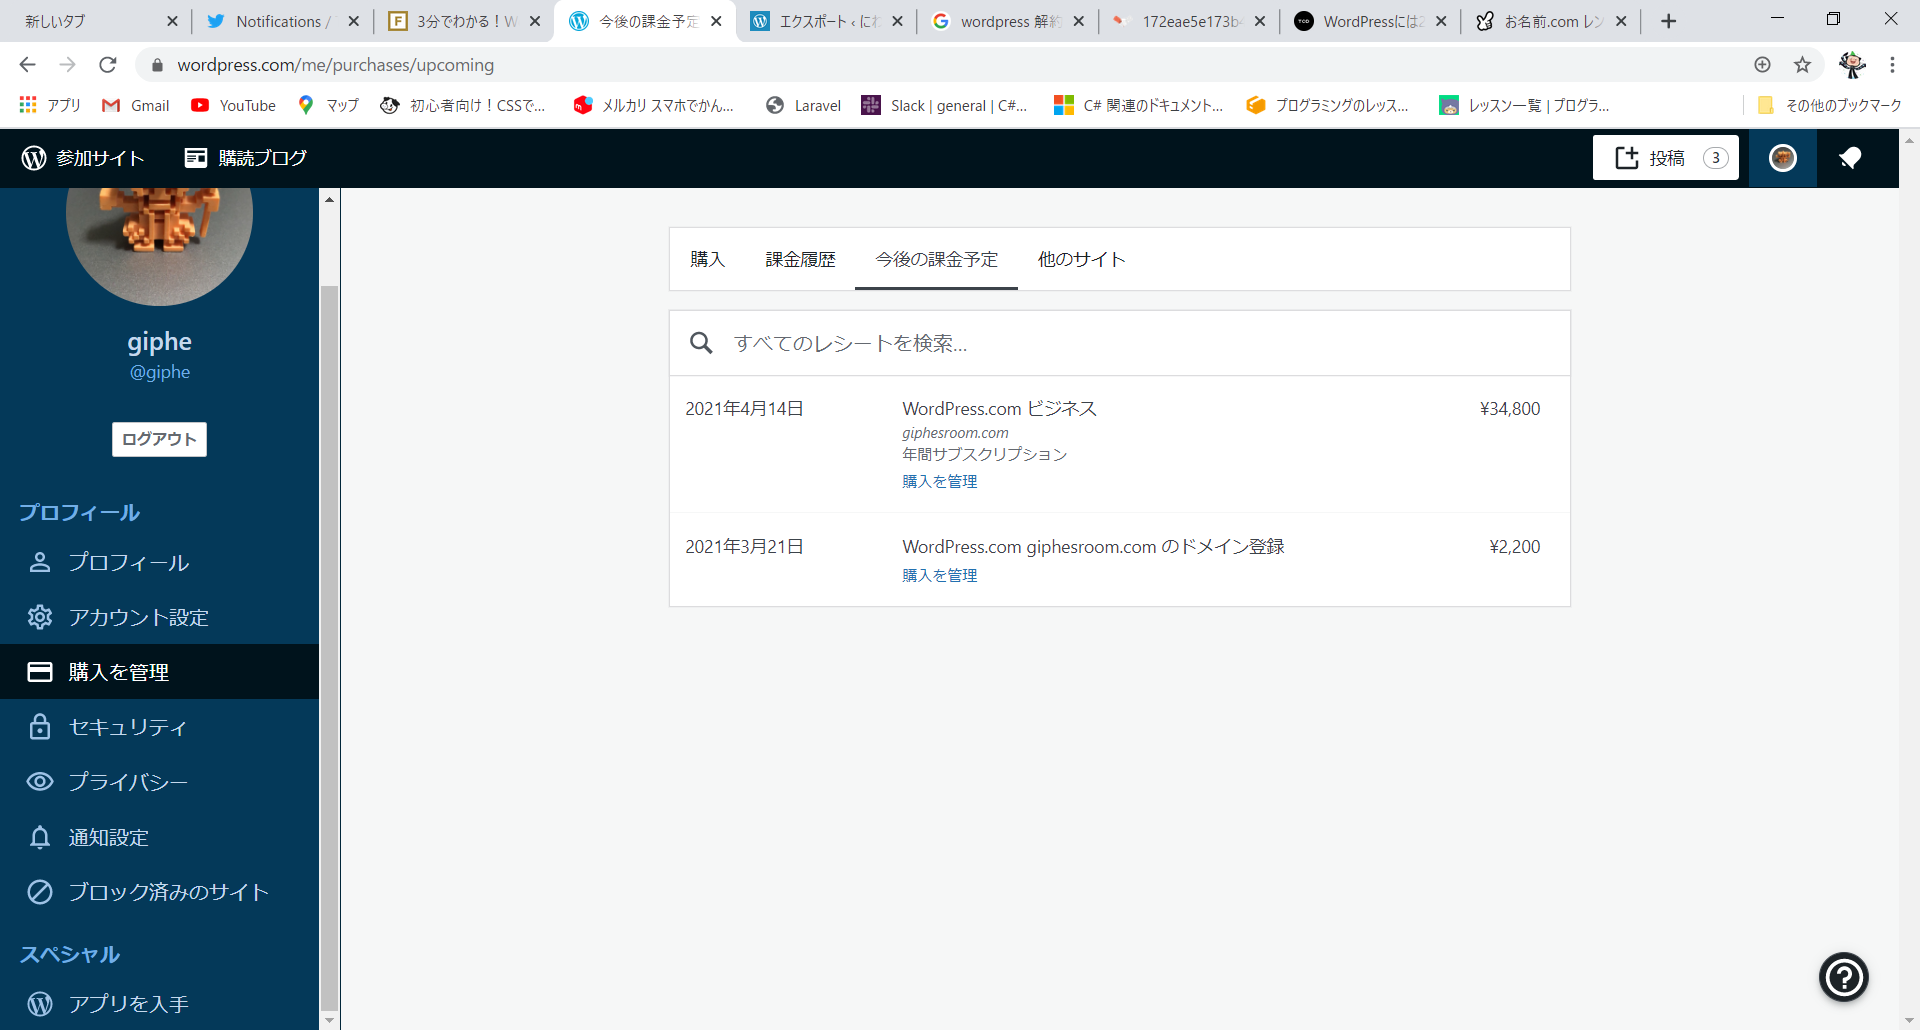 新しいタブ
Notifications /
3分でわかる！W
今後の課金予定
エクスポート ‹ にわ
wordpress 解約
172eae5e173b
WordPressには2
お名前.com レン
wordpress.com/me/purchases/upcoming
アプリ
Gmail
YouTube
マップ
初心者向け！CSSで...
メルカリ スマホでかん...
Laravel
Slack | general | C#...
C# 関連のドキュメント...
プログラミングのレッス...
レッスン一覧 | プログラ...
その他のブックマーク
参加サイト
購読ブログ
投稿 3
giphe
@giphe
ログアウト
プロフィール
プロフィール
アカウント設定
購入を管理
セキュリティ
プライバシー
通知設定
ブロック済みのサイト
スペシャル
アプリを入手
購入
課金履歴
今後の課金予定
他のサイト
すべてのレシートを検索...
2021年4月14日
WordPress.com ビジネス
¥34,800
giphesroom.com
年間サブスクリプション
購入を管理
2021年3月21日
WordPress.com giphesroom.com のドメイン登録
¥2,200
購入を管理